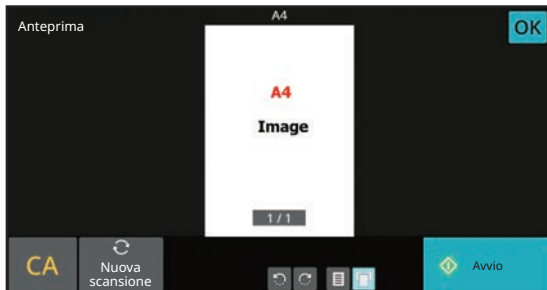 A4
Anteprima
OK
A4
Image
1 / 1
CA
Nuova
scansione
Avvio